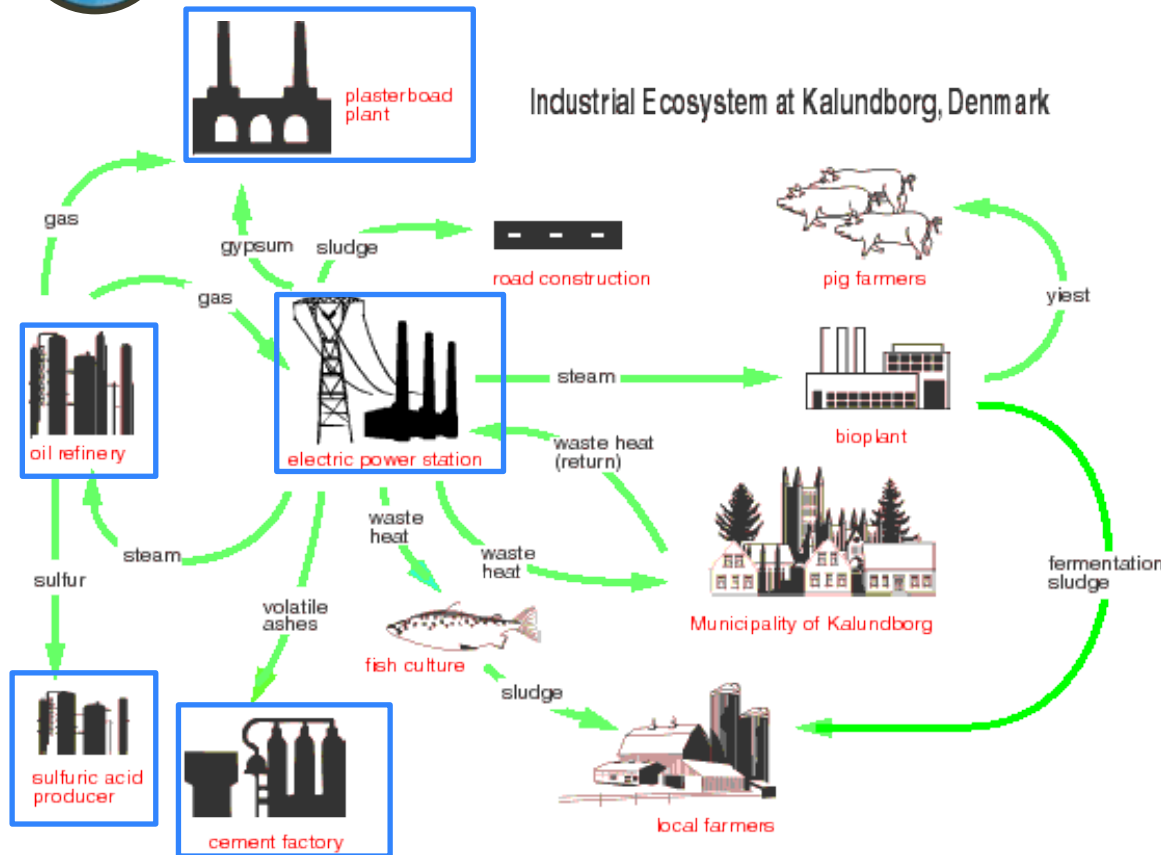 plasterboad
plant
Industrial Ecosystem at Kalundborg, Denmark
gas
gypsum
sludge
road construction
pig farmers
gas
yiest
steam
oil refinery
electric power station
waste heat
(return)
bioplant
waste
heat
steam
waste
heat
sulfur
fermentation
sludge
volatile
ashes
Municipality of Kalundborg
fish culture
sludge
sulfuric acid
producer
cement factory
local farmers